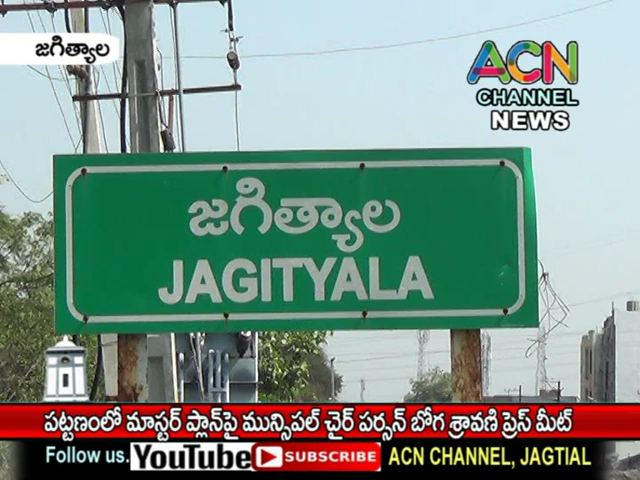 జగిత్యాల
ACN
CHANNEL
NEWS
జగిత్యాల
JAGITYALA
పట్టణంలో మాస్టర్ ప్లాన్‌పై మున్సిపల్ చైర్ పర్సన్ బోగ శ్రావణి ప్రెస్ మీట్
Follow us. YouTube SUBSCRIBE ACN CHANNEL, JAGTIAL